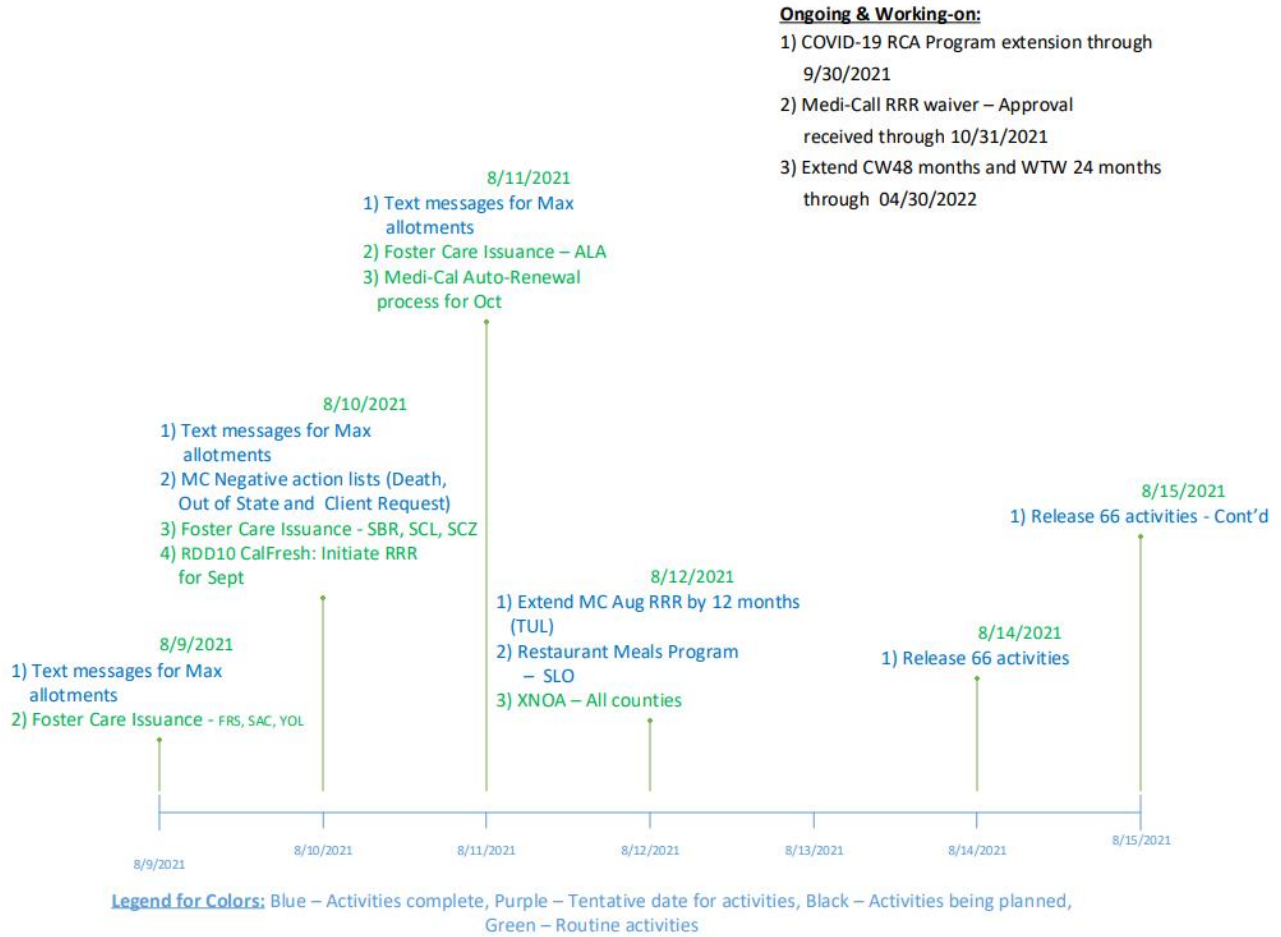 Ongoing & Working-on:
1) COVID-19 RCA Program extension through
9/30/2021
2) Medi-Call RRR waiver – Approval
received through 10/31/2021
3) Extend CW48 months and WTW 24 months
through 04/30/2022
8/11/2021
1) Text messages for Max
allotments
2) Foster Care Issuance – ALA
3) Medi-Cal Auto-Renewal
process for Oct
8/10/2021
1) Text messages for Max
allotments
2) MC Negative action lists (Death,
Out of State and Client Request)
3) Foster Care Issuance - SBR, SCL, SCZ
4) RDD10 CalFresh: Initiate RRR
for Sept
8/15/2021
1) Release 66 activities - Cont’d
8/12/2021
1) Extend MC Aug RRR by 12 months
(TUL)
2) Restaurant Meals Program
– SLO
3) XNOA – All counties
8/14/2021
1) Release 66 activities
8/9/2021
1) Text messages for Max
allotments
2) Foster Care Issuance - FRS, SAC, YOL
8/9/2021
8/10/2021
8/11/2021
8/12/2021
8/13/2021
8/14/2021
8/15/2021
Legend for Colors: Blue – Activities complete, Purple – Tentative date for activities, Black – Activities being planned,
Green – Routine activities